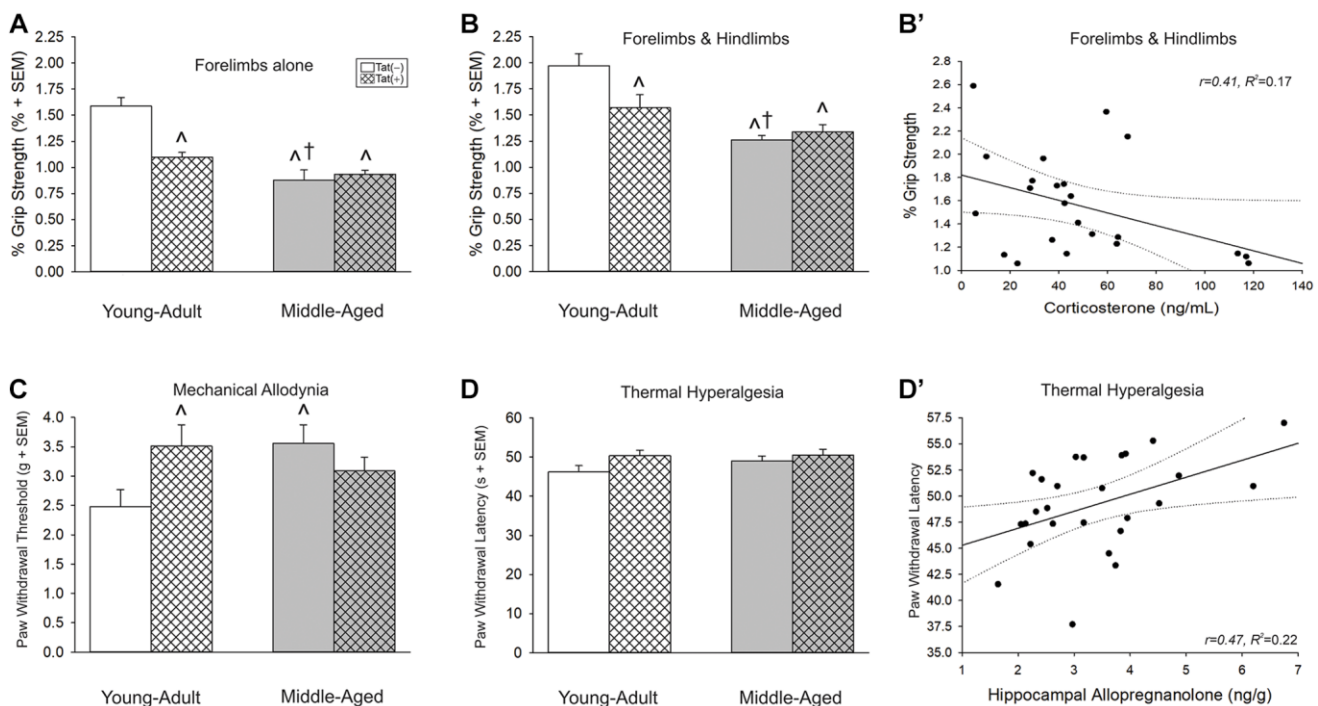 A
Forelimbs alone
Tat(−)
Tat(+)
% Grip Strength (% + SEM)
2.25
2.00
1.75
1.50
1.25
1.00
0.75
0.50
0.25
0.00
^
^†
^
Young-Adult
Middle-Aged
B
Forelimbs & Hindlimbs
% Grip Strength (% + SEM)
2.25
2.00
1.75
1.50
1.25
1.00
0.75
0.50
0.25
0.00
^
^†
^
Young-Adult
Middle-Aged
B'
Forelimbs & Hindlimbs
r=0.41, R²=0.17
% Grip Strength
2.8
2.6
2.4
2.2
2.0
1.8
1.6
1.4
1.2
1.0
0 20 40 60 80 100 120 140
Corticosterone (ng/mL)
C
Mechanical Allodynia
Paw Withdrawal Threshold (g + SEM)
4.0
3.5
3.0
2.5
2.0
1.5
1.0
0.5
0.0
^
^
Young-Adult
Middle-Aged
D
Thermal Hyperalgesia
Paw Withdrawal Latency (s + SEM)
60
50
40
30
20
10
0
Young-Adult
Middle-Aged
D'
Thermal Hyperalgesia
Paw Withdrawal Latency
57.5
55.0
52.5
50.0
47.5
45.0
42.5
40.0
37.5
35.0
r=0.47, R²=0.22
1 2 3 4 5 6 7
Hippocampal Allopregnanolone (ng/g)